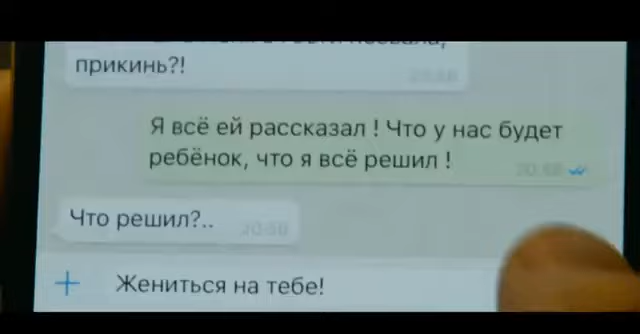 прикинь?!
Я всё ей рассказал ! Что у нас будет
ребёнок, что я всё решил !
Что решил?..
Жениться на тебе!